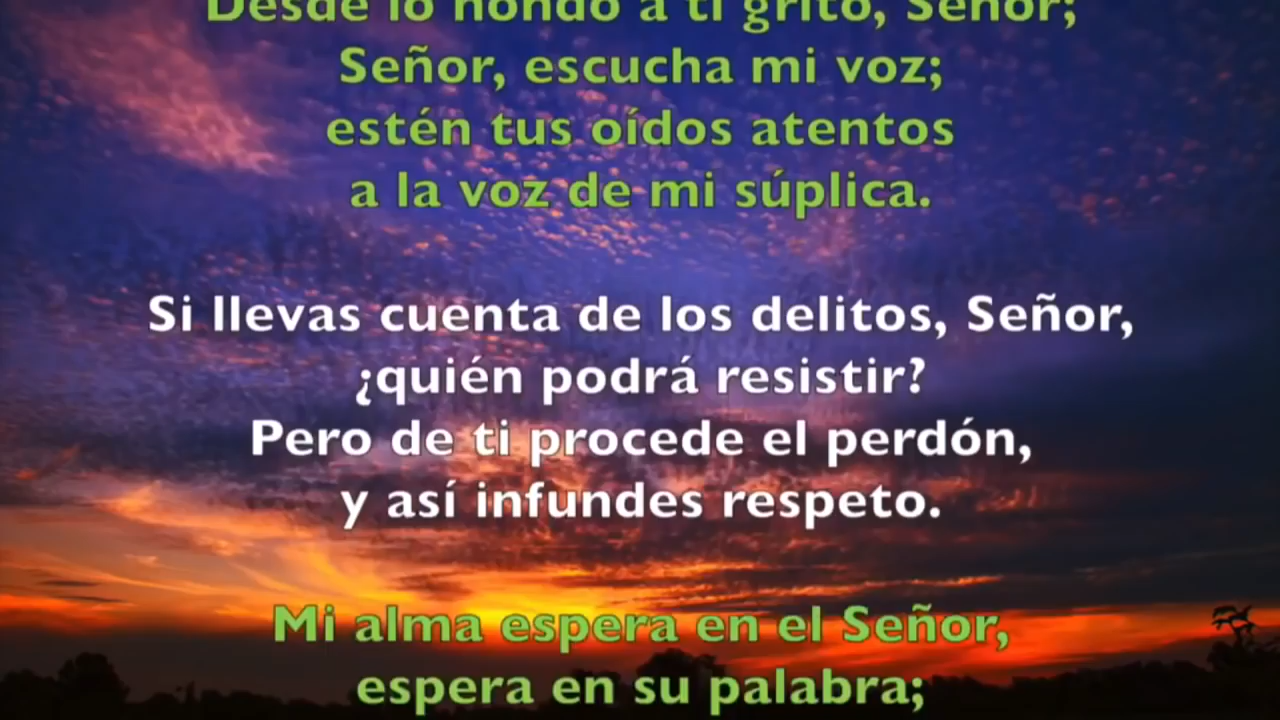 Desde lo hondo a ti grito, Señor;
Señor, escucha mi voz;
estén tus oídos atentos
a la voz de mi súplica.
Si llevas cuenta de los delitos, Señor,
¿quién podrá resistir?
Pero de ti procede el perdón,
y así infundes respeto.
Mi alma espera en el Señor,
espera en su palabra;